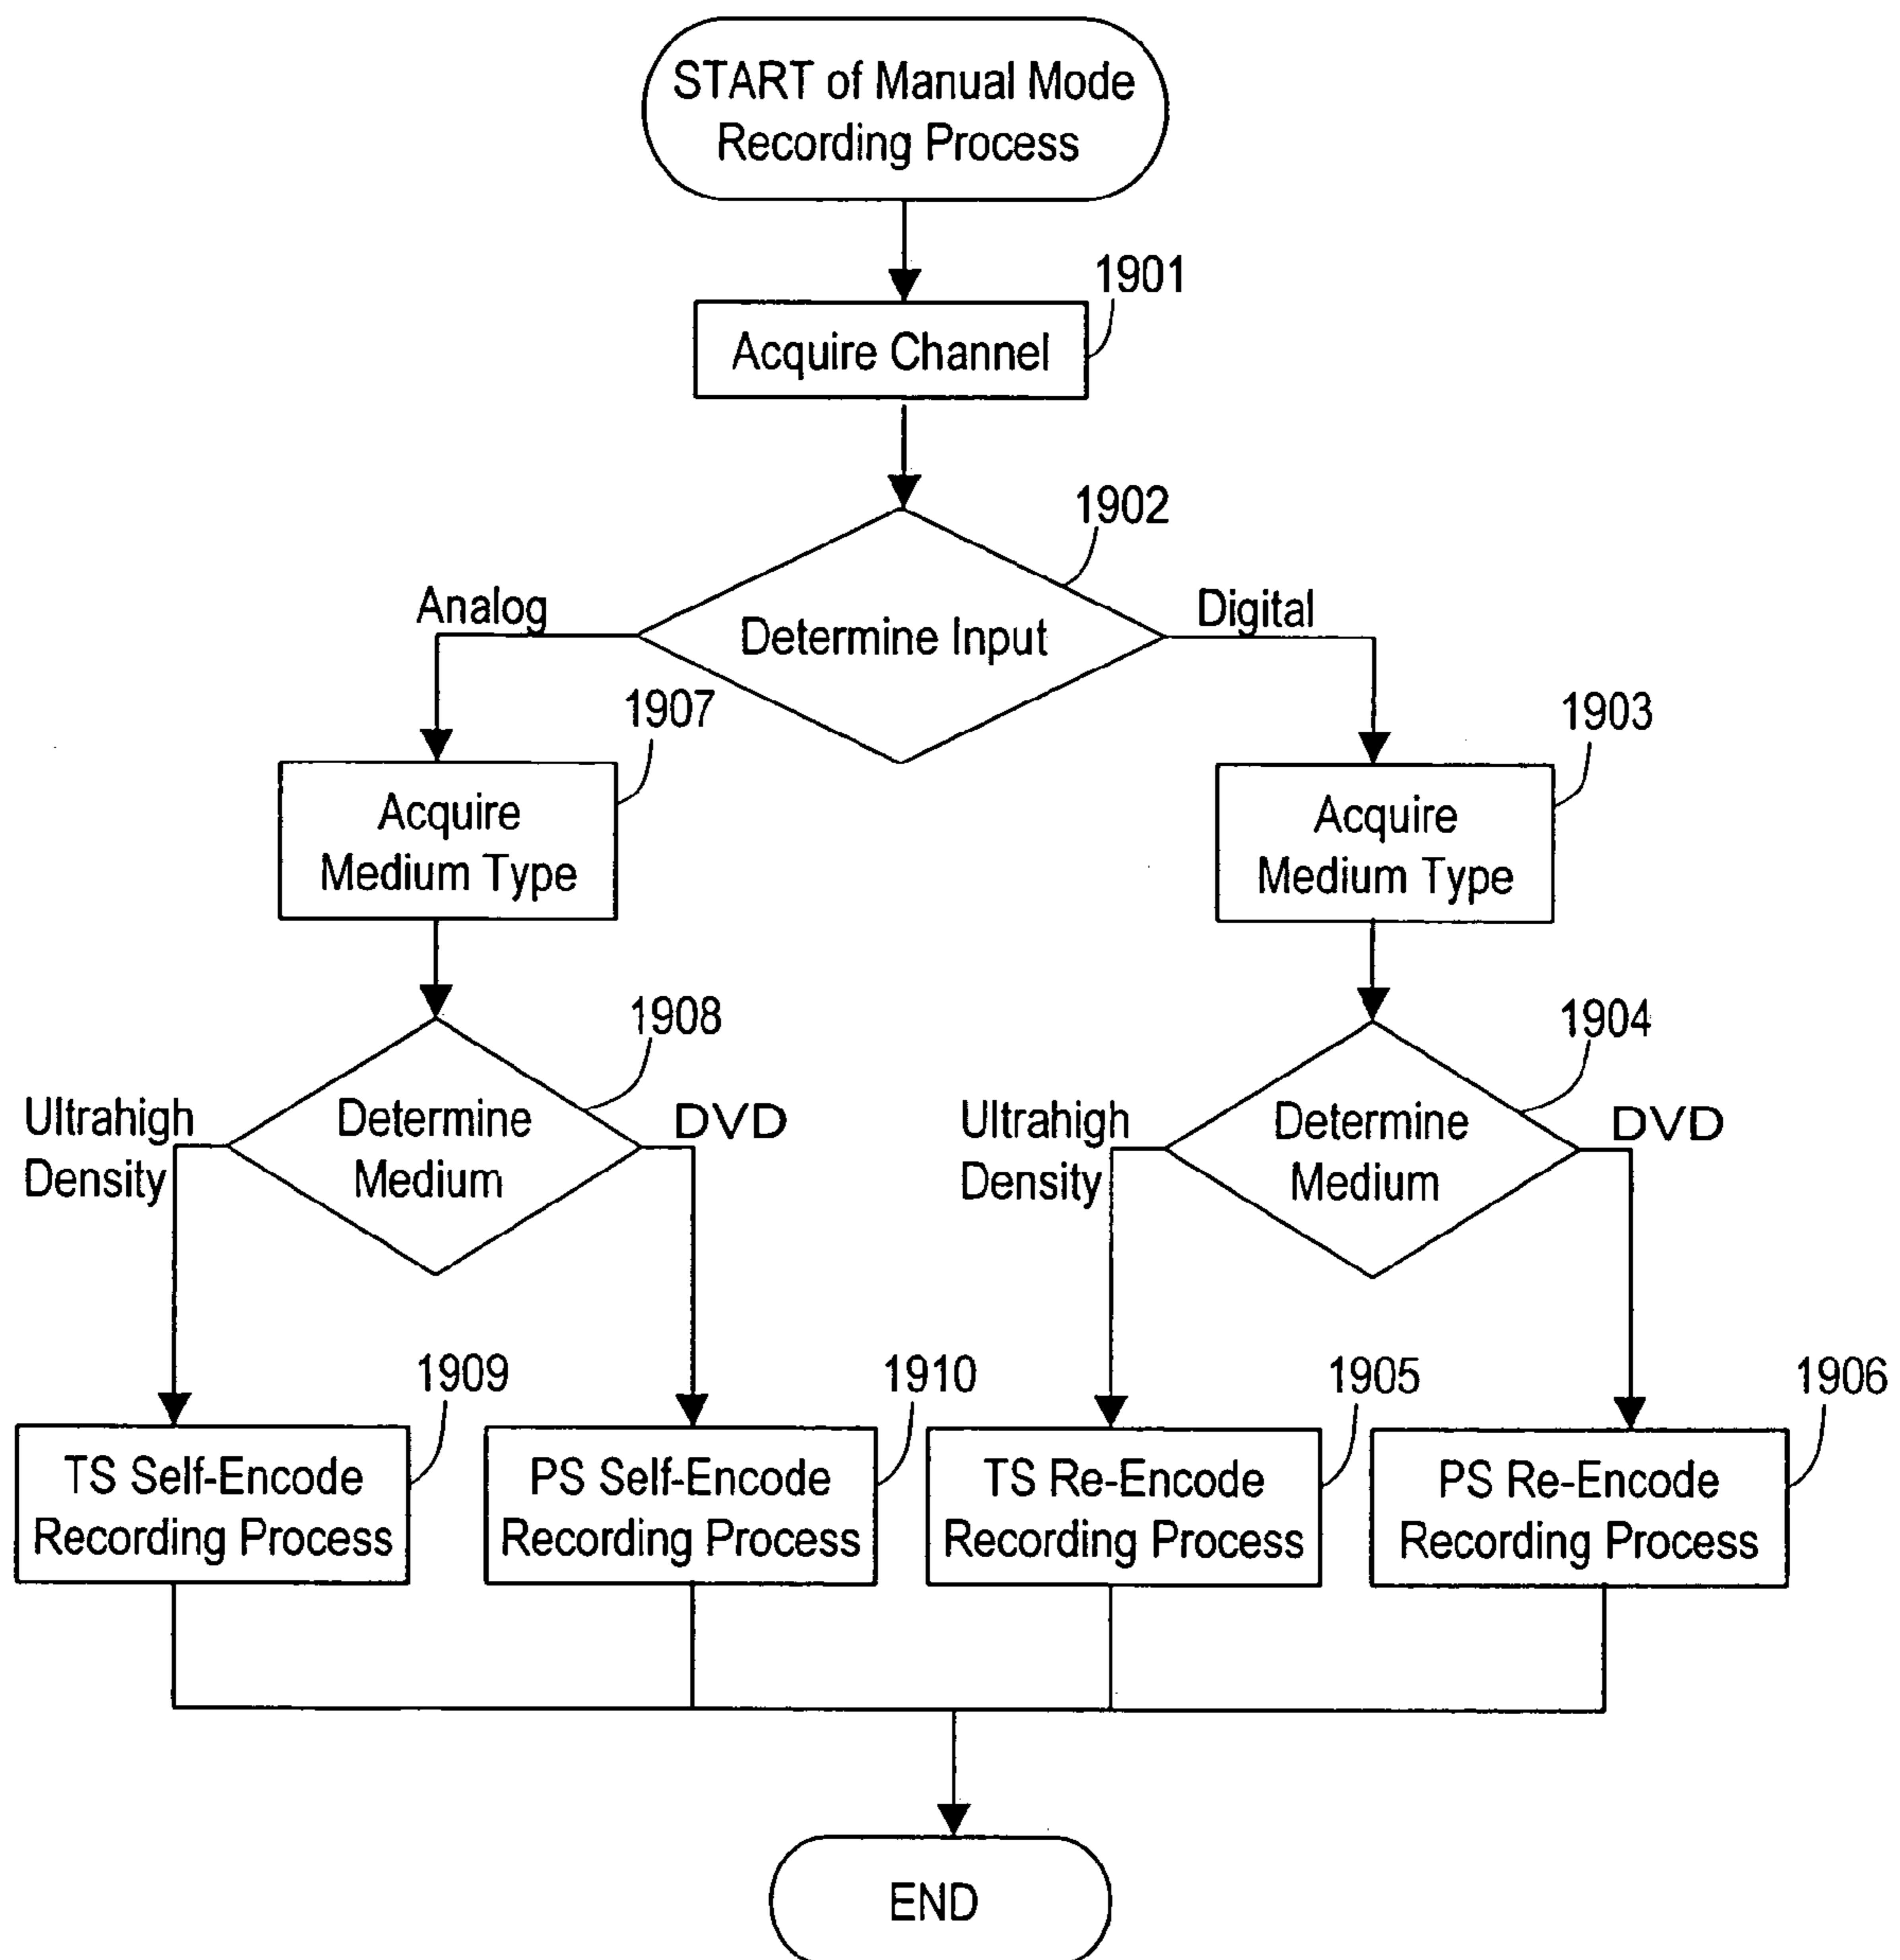 START of Manual Mode
Recording Process
1901
Acquire Channel
1902
Analog
Determine Input
Digital
1907
1903
Acquire
Medium Type
Acquire
Medium Type
1908
1904
Ultrahigh
Density
Determine
Medium
DVD
Ultrahigh
Density
Determine
Medium
DVD
1909
1910
1905
1906
TS Self-Encode
Recording Process
PS Self-Encode
Recording Process
TS Re-Encode
Recording Process
PS Re-Encode
Recording Process
END